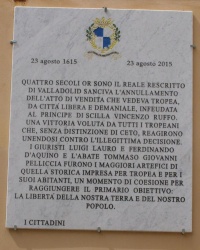 23 agosto 1615 23 agosto 2015
QUATTRO SECOLI OR SONO IL REALE RESCRITTO
DI VALLADOLID SANCIVA L'ANNULLAMENTO
DELL'ATTO DI VENDITA CHE VEDEVA TROPEA,
DA CITTÀ LIBERA E DEMANIALE, INFEUDATA
AL PRINCIPE DI SCILLA VINCENZO RUFFO.
UNA VITTORIA VOLUTA DA TUTTI I TROPEANI
CHE, SENZA DISTINZIONE DI CETO, REAGIRONO
UNENDOSI CONTRO L'ILLEGITTIMA DECISIONE.
I GIURISTI LUIGI LAURO E FERDINANDO
D'AQUINO E L'ABATE TOMMASO GIOVANNI
PELLICCIA FURONO I MAGGIORI ARTEFICI DI
QUELLA STORICA IMPRESA PER TROPEA E PER I
SUOI ABITANTI, UN MOMENTO DI COESIONE PER
RAGGIUNGERE IL PRIMARIO OBIETTIVO:
LA LIBERTÀ DELLA NOSTRA TERRA E DEL NOSTRO
POPOLO.
I CITTADINI